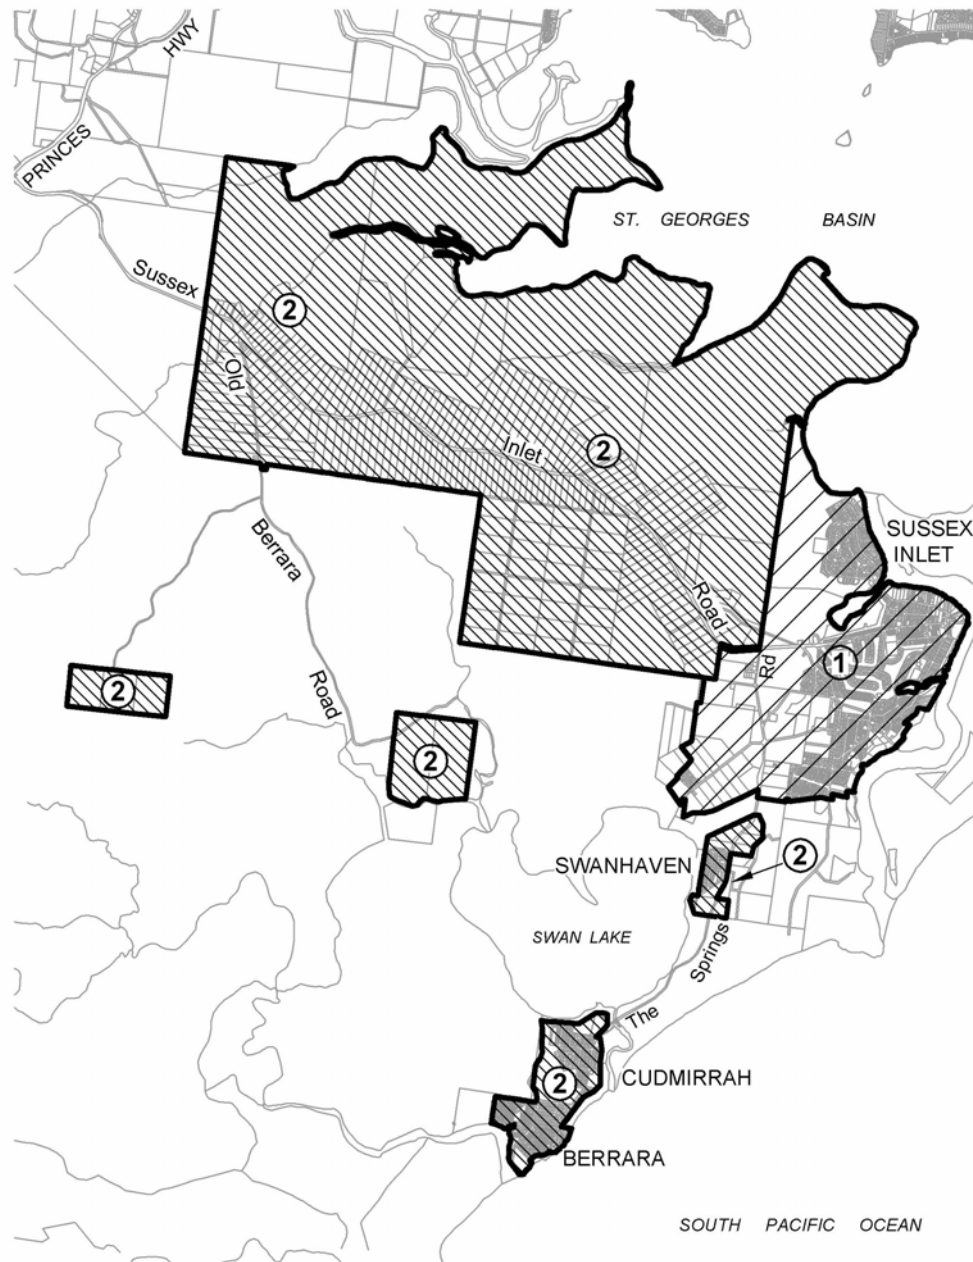 HWY
PRINCES
ST. GEORGES BASIN
Sussex
2
Old
Inlet
2
SUSSEX
INLET
Berrara
Road
Rd
1
2
Road
2
SWANHAVEN
2
SWAN LAKE
Springs
The
2
CUDMIRRAH
BERRARA
SOUTH PACIFIC OCEAN